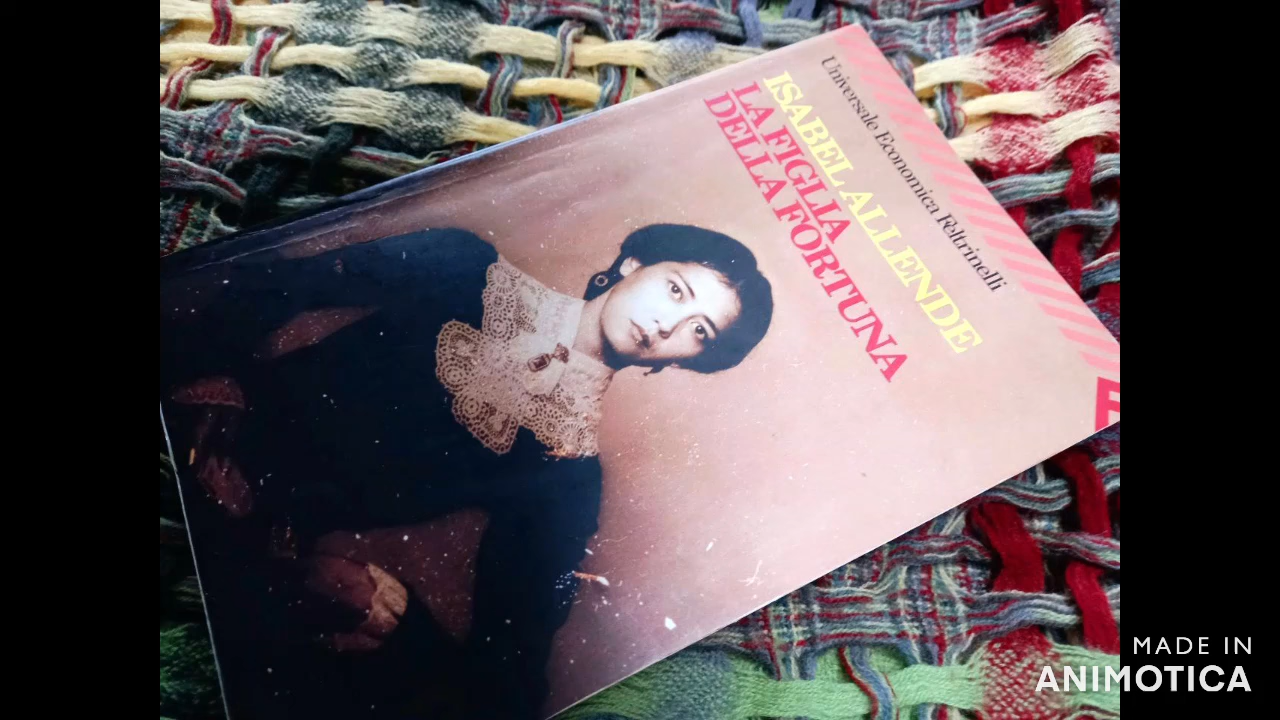 Universale Economica Feltrinelli
ISABEL ALLENDE
LA FIGLIA
DELLA FORTUNA
MADE IN
ANIMOTICA